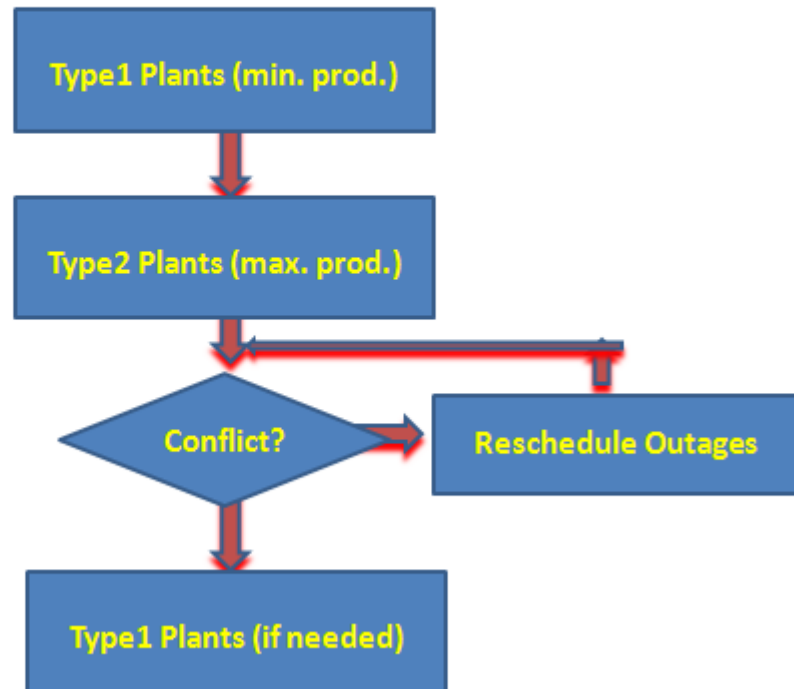 Type1 Plants (min. prod.)
Type2 Plants (max. prod.)
Conflict?
Reschedule Outages
Type1 Plants (if needed)